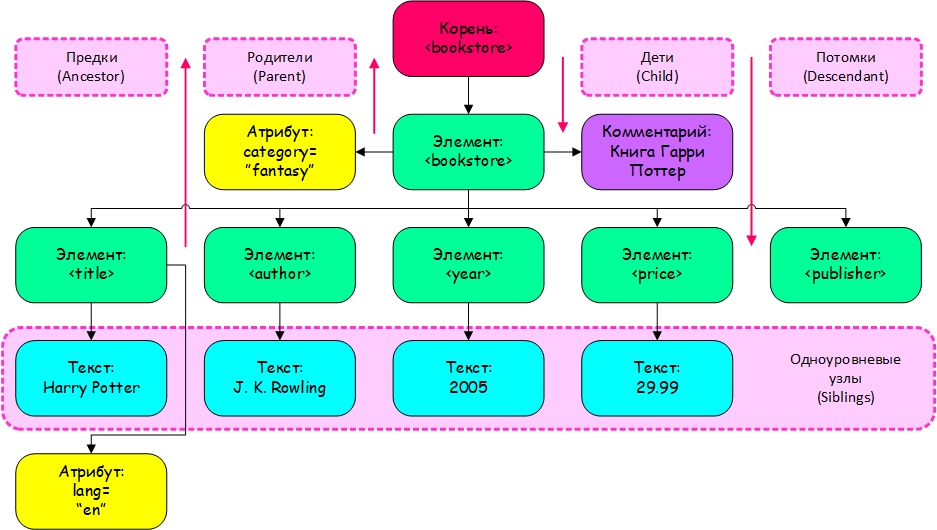 Корень:
<bookstore>
Предки
(Ancestor)
Родители
(Parent)
Дети
(Child)
Потомки
(Descendant)
Атрибут:
category=
"fantasy"
Элемент:
<bookstore>
Комментарий:
Книга Гарри
Поттер
Элемент:
<title>
Элемент:
<author>
Элемент:
<year>
Элемент:
<price>
Элемент:
<publisher>
Текст:
Harry Potter
Текст:
J. K. Rowling
Текст:
2005
Текст:
29.99
Одноуровневые
узлы
(Siblings)
Атрибут:
lang=
“en”